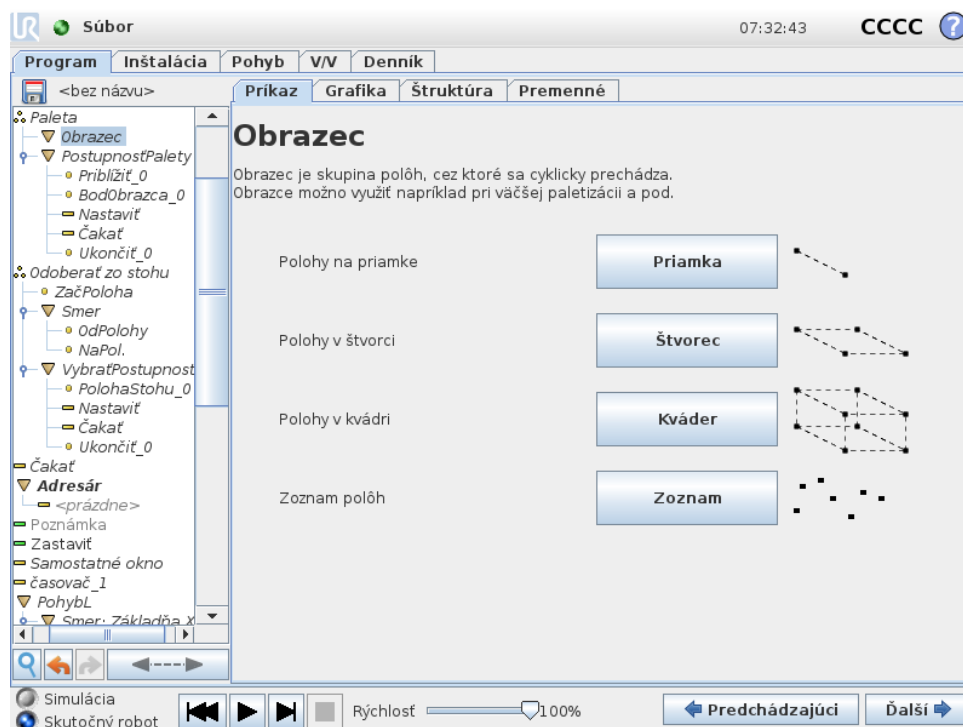 Súbor
07:32:43
CCCC
?
Program
Inštalácia
Pohyb
V/V
Denník
<bez názvu>
Príkaz
Grafika
Štruktúra
Premenné
Paleta
Obrazec
PostupnosťPalety
Priblížiť_0
BodObrazca_0
Nastaviť
Čakať
Ukončiť_0
Odoberať zo stohu
ZačPoloha
Smer
OdPolohy
NaPol.
VybraťPostupnosť
PolohaStohu_0
Nastaviť
Čakať
Ukončiť_0
Čakať
Adresár
<prázdne>
Poznámka
Zastaviť
Samostatné okno
časovač_1
PohybL
Smer: Základňa X
Obrazec
Obrazec je skupina polôh, cez ktoré sa cyklicky prechádza.
Obrazce možno využiť napríklad pri väčšej paletizácii a pod.
Polohy na priamke
Priamka
Polohy v štvorci
Štvorec
Polohy v kvádri
Kváder
Zoznam polôh
Zoznam
Simulácia
Skutočný robot
Rýchlosť
100%
Predchádzajúci
Ďalší